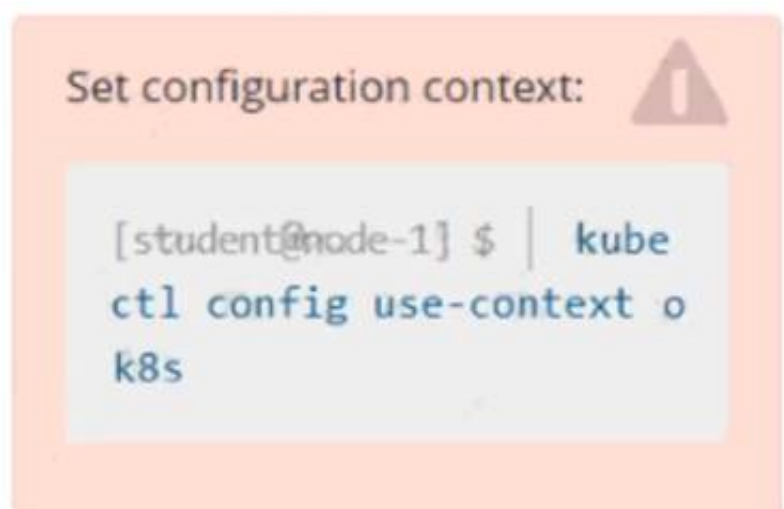 Set configuration context:
[student@node-1] $ | kube
ctl config use-context o
k8s